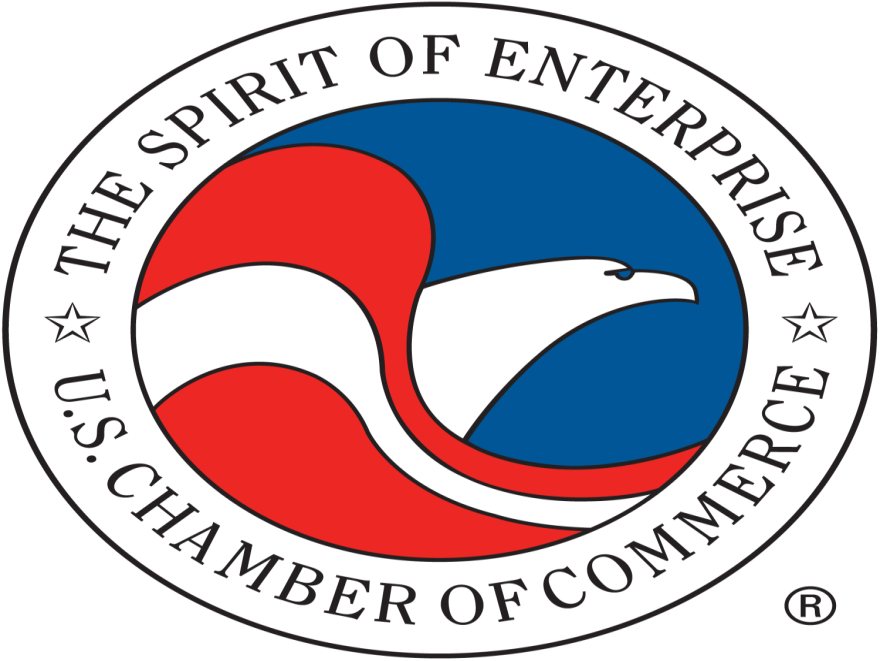 THE SPIRIT OF ENTERPRISE
U.S. CHAMBER OF COMMERCE
®